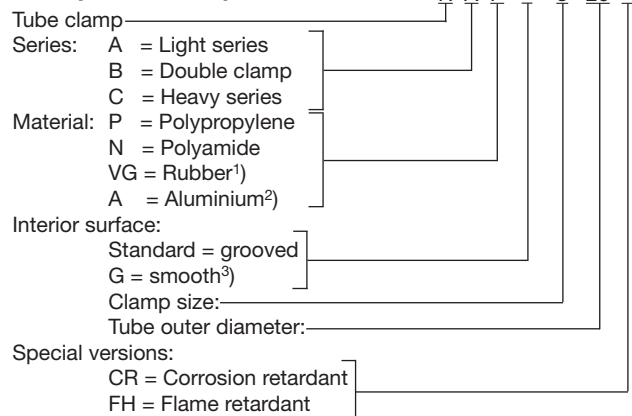 Tube clamp
Series: A = Light series
B = Double clamp
C = Heavy series
Material: P = Polypropylene
N = Polyamide
VG = Rubber¹)
A = Aluminium²)
Interior surface:
Standard = grooved
G = smooth³)
Clamp size:
Tube outer diameter:
Special versions:
CR = Corrosion retardant
FH = Flame retardant